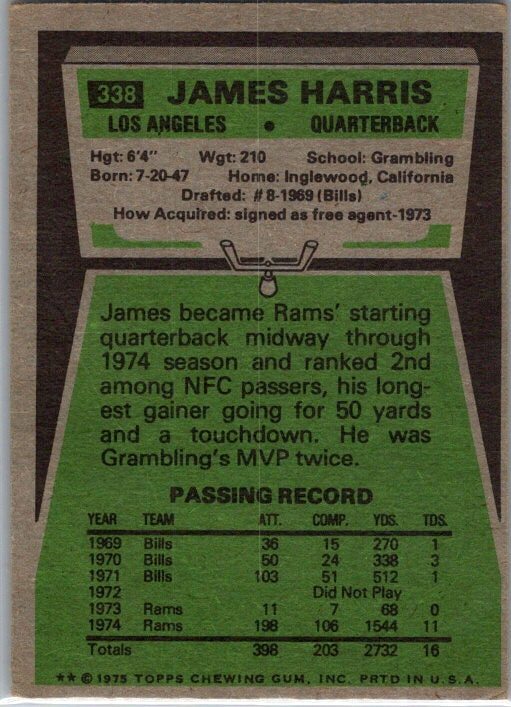 338 JAMES HARRIS
LOS ANGELES • QUARTERBACK
Hgt: 6'4" Wgt: 210 School: Grambling
Born: 7-20-47 Home: Inglewood, California
Drafted: #8-1969 (Bills)
How Acquired: signed as free agent-1973
James became Rams' starting
quarterback midway through
1974 season and ranked 2nd
among NFC passers, his long-
est gainer going for 50 yards
and a touchdown. He was
Grambling's MVP twice.
PASSING RECORD
YEAR TEAM ATT. COMP. YDS. TDS.
1969 Bills 36 15 270 1
1970 Bills 50 24 338 3
1971 Bills 103 51 512 1
1972 Did Not Play
1973 Rams 11 7 68 0
1974 Rams 198 106 1544 11
Totals 398 203 2732 16
★★ © 1975 TOPPS CHEWING GUM, INC. PRTD IN U.S.A.